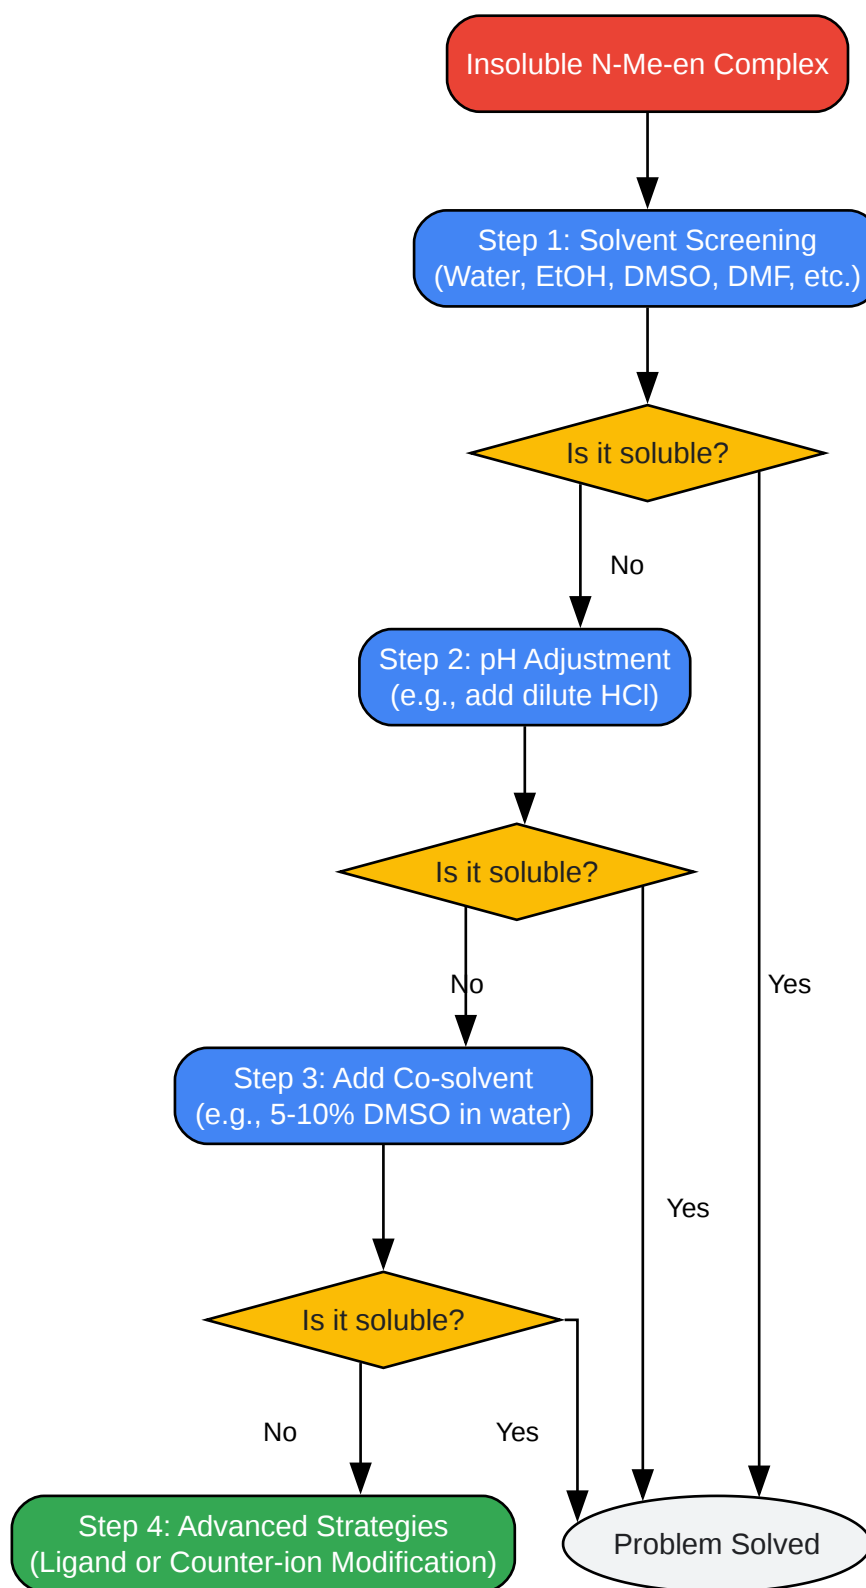 Insoluble N-Me-en Complex
Step 1: Solvent Screening
(Water, EtOH, DMSO, DMF, etc.)
Is it soluble?
No
Step 2: pH Adjustment
(e.g., add dilute HCl)
Is it soluble?
No
Yes
Step 3: Add Co-solvent
(e.g., 5-10% DMSO in water)
Yes
Is it soluble?
No
Yes
Step 4: Advanced Strategies
(Ligand or Counter-ion Modification)
Problem Solved